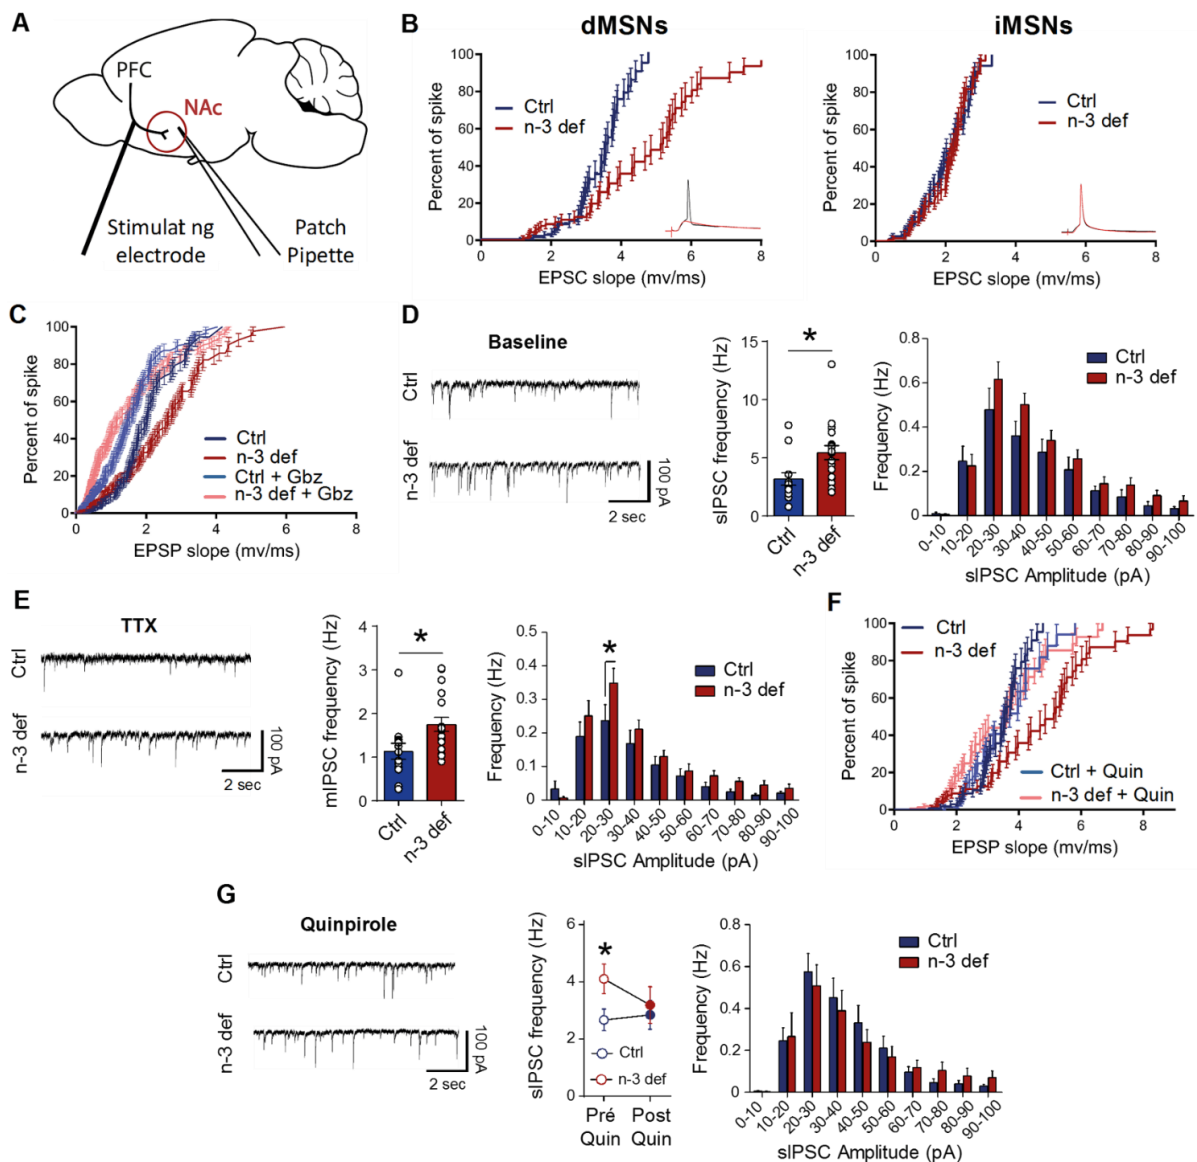 A
PFC
NAc
Stimulat ng
electrode
Patch
Pipette
B
dMSNs
iMSNs
Percent of spike
100
80
60
40
20
0
Ctrl
n-3 def
0 2 4 6 8
EPSC slope (mv/ms)
Percent of spike
100
80
60
40
20
0
Ctrl
n-3 def
0 2 4 6 8
EPSC slope (mv/ms)
C
Percent of spike
100
80
60
40
20
0
Ctrl
n-3 def
Ctrl + Gbz
n-3 def + Gbz
0 2 4 6 8
EPSP slope (mv/ms)
D
Baseline
Ctrl
n-3 def
100 pA
2 sec
sIPSC frequency (Hz)
15
10
5
0
*
Ctrl
n-3 def
Frequency (Hz)
0.8
0.6
0.4
0.2
0
Ctrl
n-3 def
0-10 10-20 20-30 30-40 40-50 50-60 60-70 70-80 80-90 90-100
sIPSC Amplitude (pA)
E
TTX
Ctrl
n-3 def
100 pA
2 sec
mIPSC frequency (Hz)
4
3
2
1
0
*
Ctrl
n-3 def
Frequency (Hz)
0.5
0.4
0.3
0.2
0.1
0
*
Ctrl
n-3 def
0-10 10-20 20-30 30-40 40-50 50-60 60-70 70-80 80-90 90-100
sIPSC Amplitude (pA)
F
Percent of spike
100
80
60
40
20
0
Ctrl
n-3 def
Ctrl + Quin
n-3 def + Quin
0 2 4 6 8
EPSP slope (mv/ms)
G
Quinpirole
Ctrl
n-3 def
100 pA
2 sec
sIPSC frequency (Hz)
6
4
2
0
*
Ctrl
n-3 def
Pré Post
Quin Quin
Frequency (Hz)
0.8
0.6
0.4
0.2
0
Ctrl
n-3 def
0-10 10-20 20-30 30-40 40-50 50-60 60-70 70-80 80-90 90-100
sIPSC Amplitude (pA)